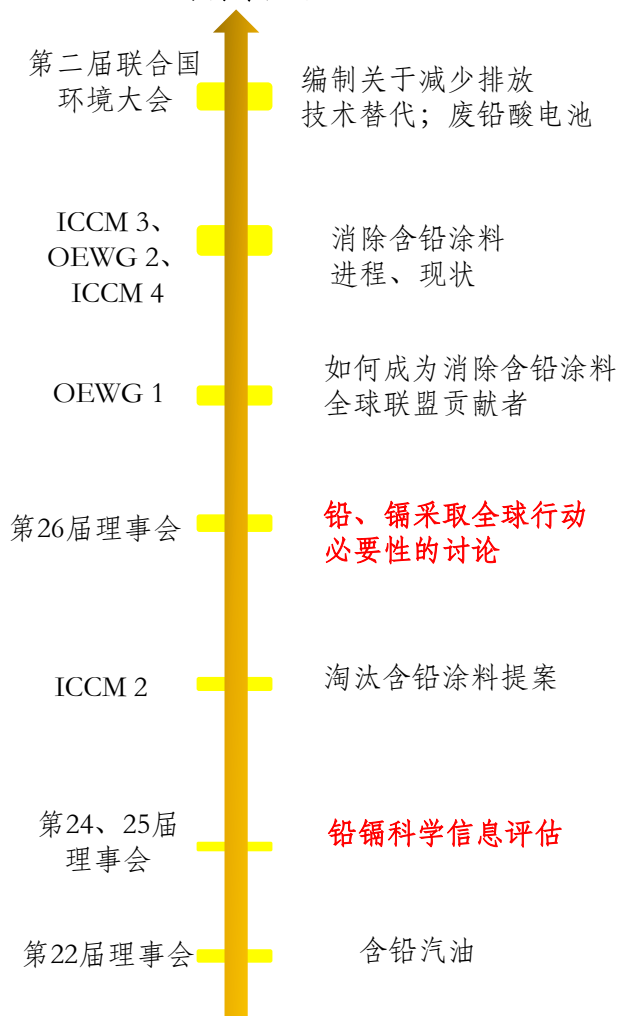 第二届联合国
环境大会
编制关于减少排放
技术替代；废铅酸电池
ICCM 3、
OEWG 2、
ICCM 4
消除含铅涂料
进程、现状
OEWG 1
如何成为消除含铅涂料
全球联盟贡献者
第26届理事会
铅、镉采取全球行动
必要性的讨论
ICCM 2
淘汰含铅涂料提案
第24、25届
理事会
铅镉科学信息评估
第22届理事会
含铅汽油